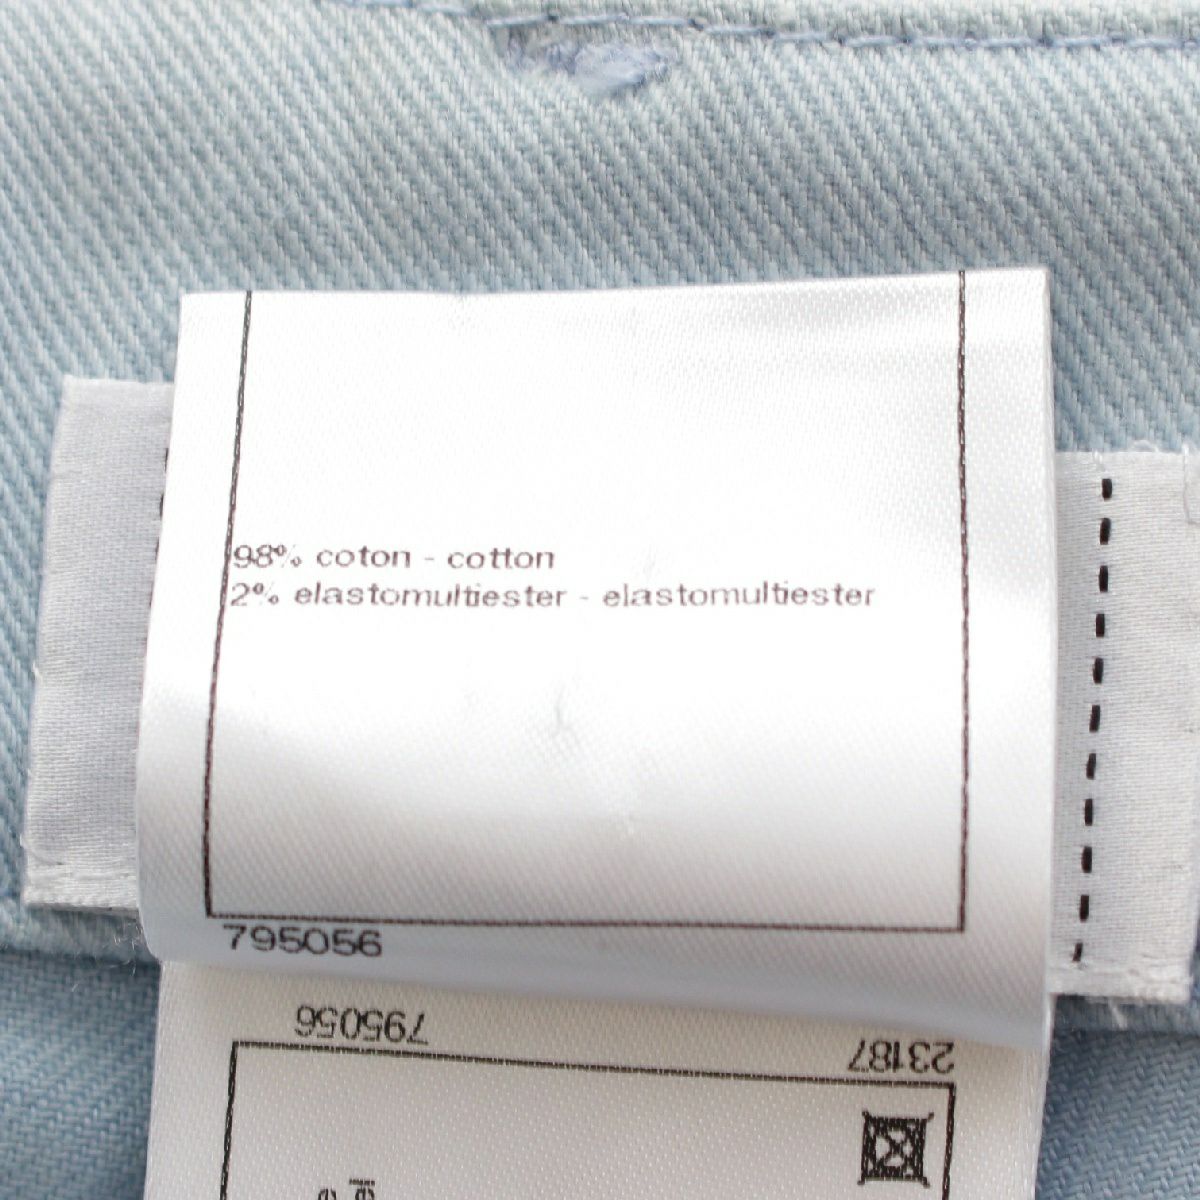 98% coton - cotton
2% elastomultiester - elastomultiester
795056
795056
23187